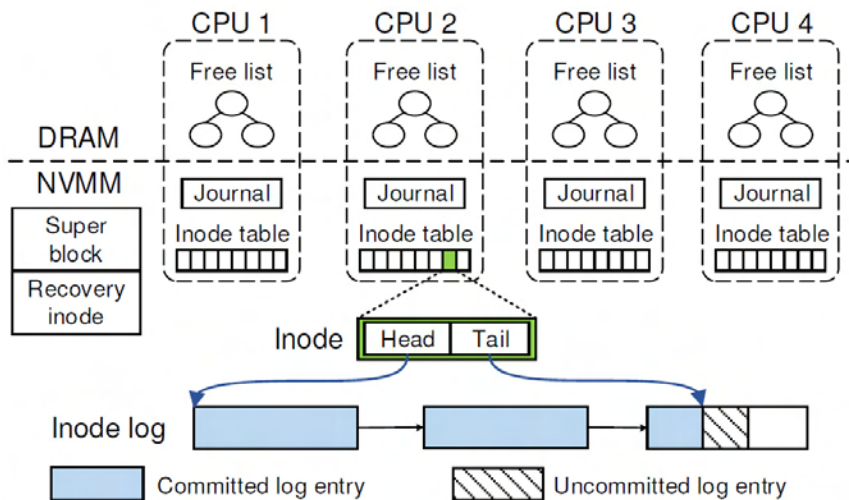 CPU 1
CPU 2
CPU 3
CPU 4
Free list
Free list
Free list
Free list
DRAM
NVMM
Journal
Journal
Journal
Journal
Super
block
Inode table
Inode table
Inode table
Inode table
Recovery
inode
Inode
Head
Tail
Inode log
Committed log entry
Uncommitted log entry